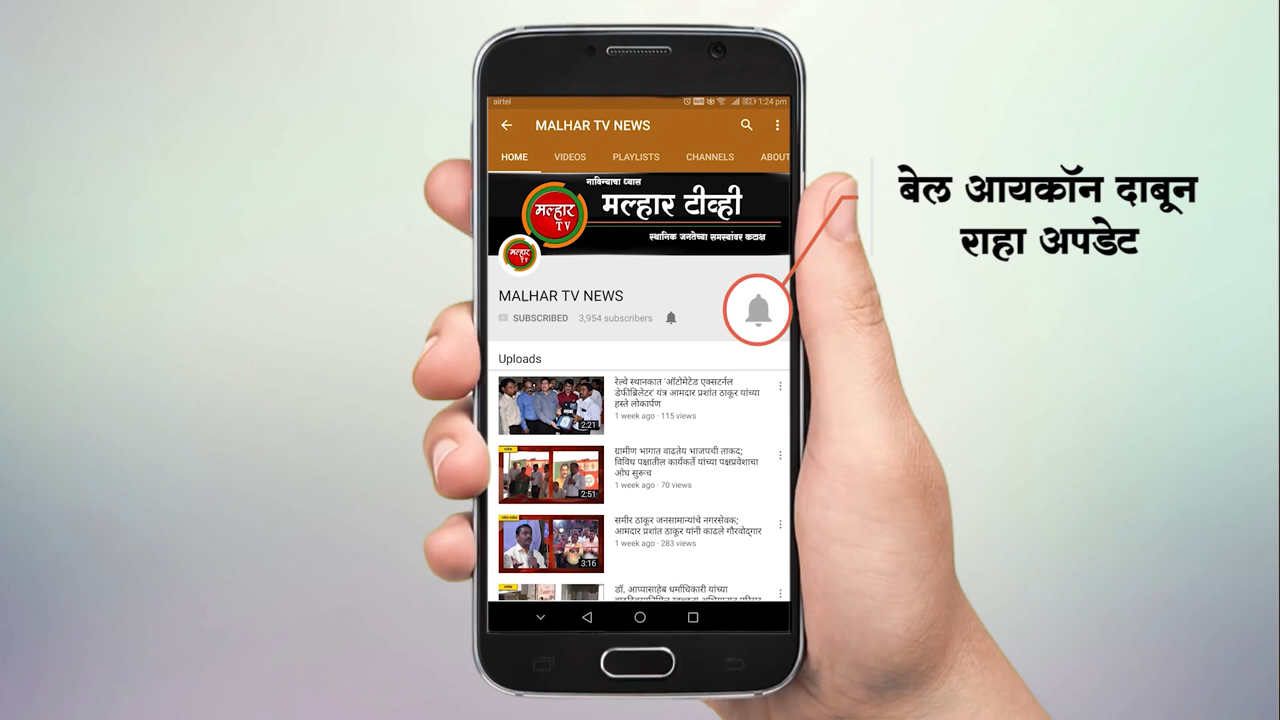 airtel
1:24 pm
MALHAR TV NEWS
HOME VIDEOS PLAYLISTS CHANNELS ABOUT
नाविन्याचा ध्यास
मल्हार टीव्ही
मल्हार
TV
स्थानिक जनतेच्या समस्यांवर कटाक्ष
मल्हार
TV
बेल आयकॉन दाबून
राहा अपडेट
MALHAR TV NEWS
SUBSCRIBED 3,954 subscribers
Uploads
रेल्वे स्थानकात 'ऑटोमेटेड एक्सटर्नल
डेफीब्रिलेटर' यंत्र आमदार प्रशांत ठाकूर यांच्या
हस्ते लोकार्पण
1 week ago · 115 views
2:21
ग्रामीण भागात वाढतेय भाजपची ताकद;
विविध पक्षातील कार्यकर्ते यांच्या पक्षप्रवेशाचा
ओघ सुरूच
1 week ago · 70 views
2:51
समीर ठाकूर जनसामान्यांचे नगरसेवक;
आमदार प्रशांत ठाकूर यांनी काढले गौरवोद्गार
1 week ago · 283 views
3:16
डॉ. आप्पासाहेब धर्माधिकारी यांच्या